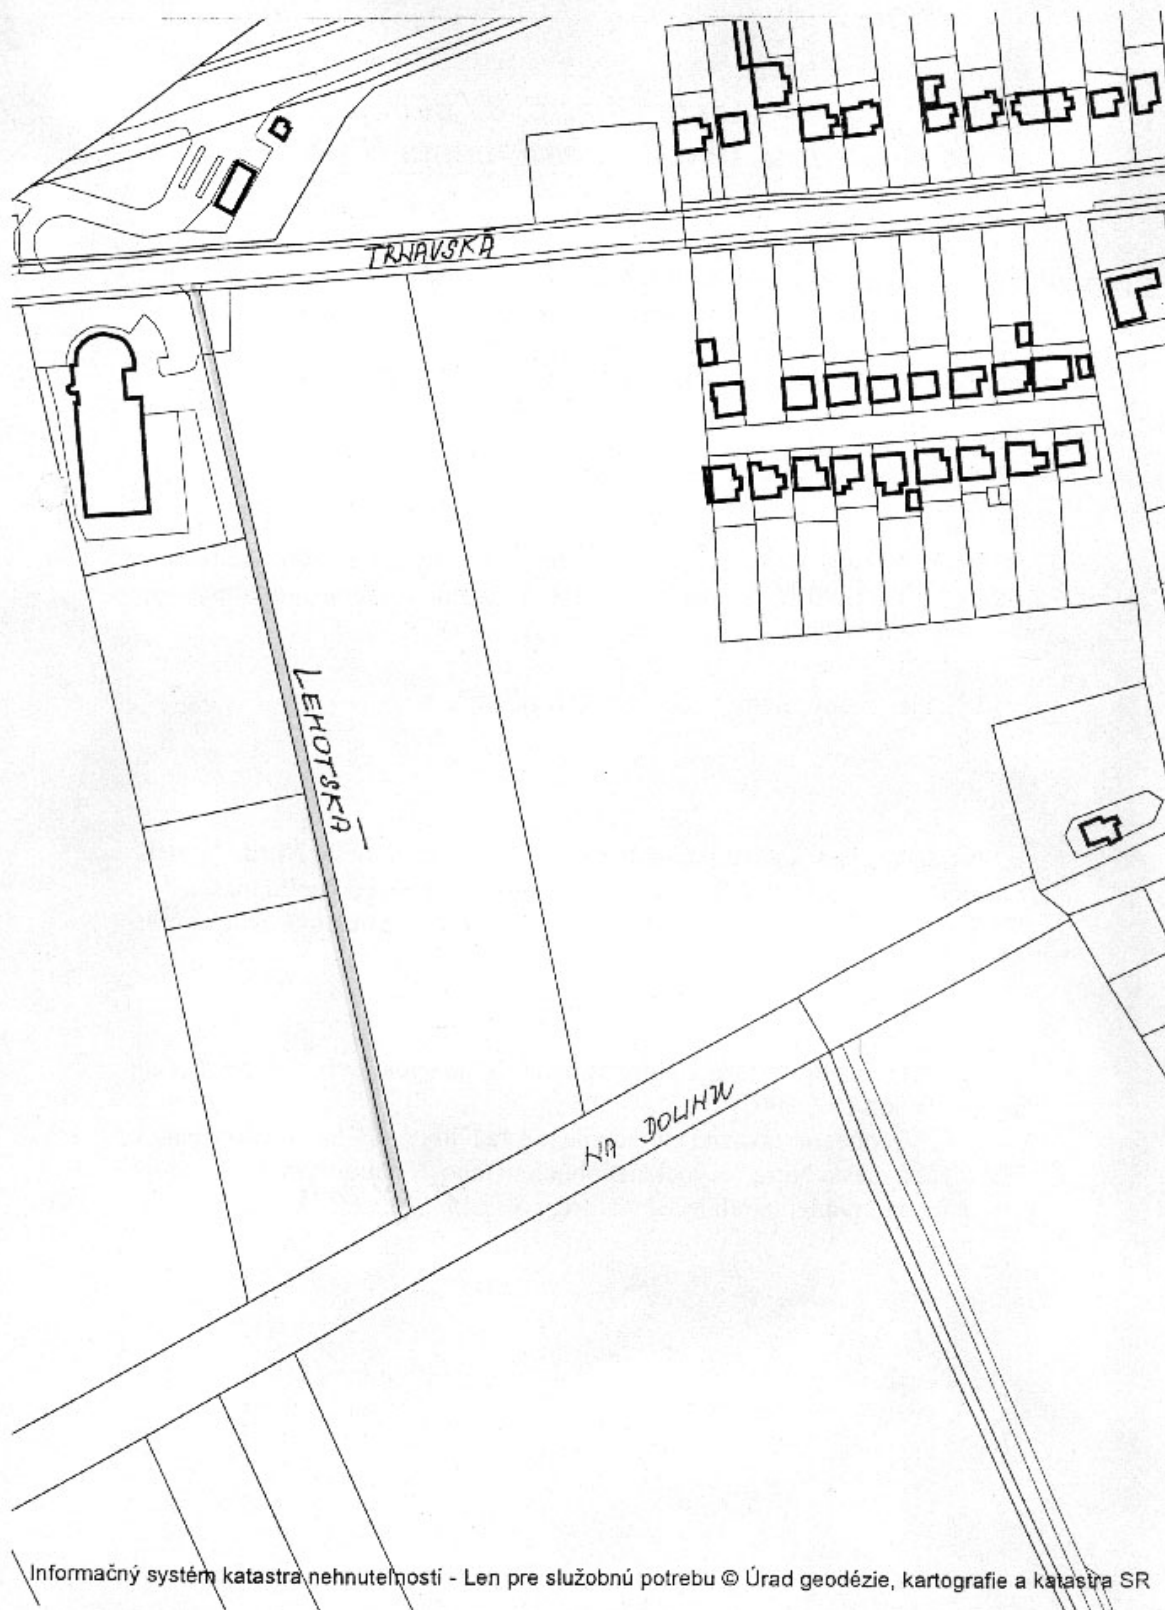 TRNAVSKÁ
LEHOTSKÁ
NA DOLINU
Informačný systém katastra nehnuteľností - Len pre služobnú potrebu © Úrad geodézie, kartografie a katastra SR